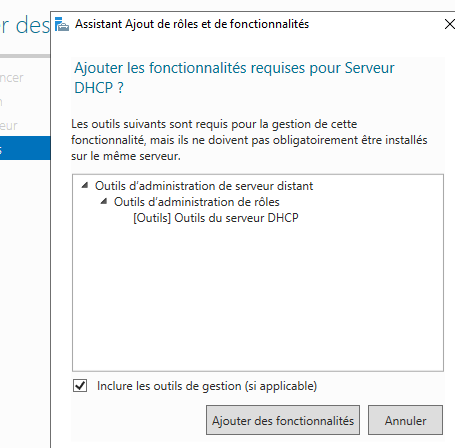 er des
Assistant Ajout de rôles et de fonctionnalités
Ajouter les fonctionnalités requises pour Serveur
DHCP ?
Les outils suivants sont requis pour la gestion de cette
fonctionnalité, mais ils ne doivent pas obligatoirement être installés
sur le même serveur.
Outils d'administration de serveur distant
Outils d'administration de rôles
[Outils] Outils du serveur DHCP
Inclure les outils de gestion (si applicable)
Ajouter des fonctionnalités
Annuler